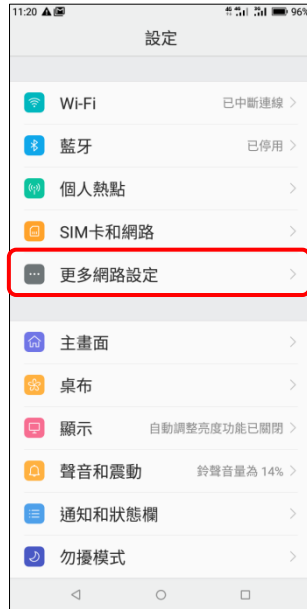 11:20 96%
設定
Wi-Fi 已中斷連線
藍牙 已停用
個人熱點
SIM卡和網路
更多網路設定
主畫面
桌布
顯示 自動調整亮度功能已關閉
聲音和震動 鈴聲音量為 14%
通知和狀態欄
勿擾模式